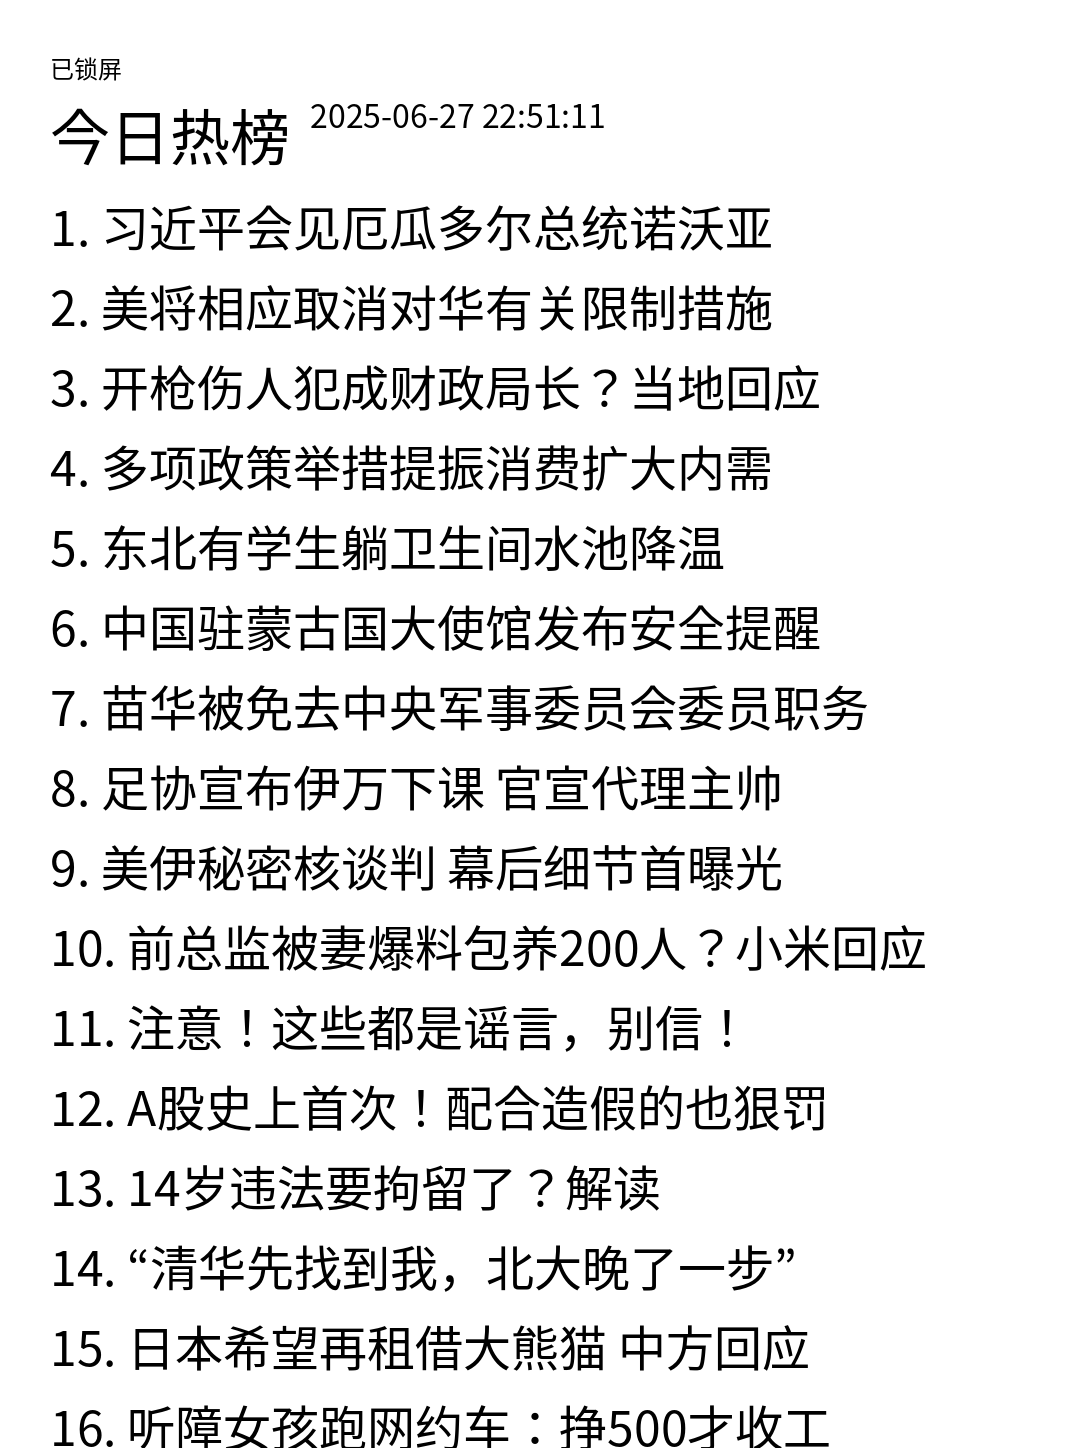 已锁屏
今日热榜 2025-06-27 22:51:11
1. 习近平会见厄瓜多尔总统诺沃亚
2. 美将相应取消对华有关限制措施
3. 开枪伤人犯成财政局长？当地回应
4. 多项政策举措提振消费扩大内需
5. 东北有学生躺卫生间水池降温
6. 中国驻蒙古国大使馆发布安全提醒
7. 苗华被免去中央军事委员会委员职务
8. 足协宣布伊万下课 官宣代理主帅
9. 美伊秘密核谈判 幕后细节首曝光
10. 前总监被妻爆料包养200人？小米回应
11. 注意！这些都是谣言，别信！
12. A股史上首次！配合造假的也狠罚
13. 14岁违法要拘留了？解读
14. “清华先找到我，北大晚了一步”
15. 日本希望再租借大熊猫 中方回应
16. 听障女孩跑网约车：挣500才收工